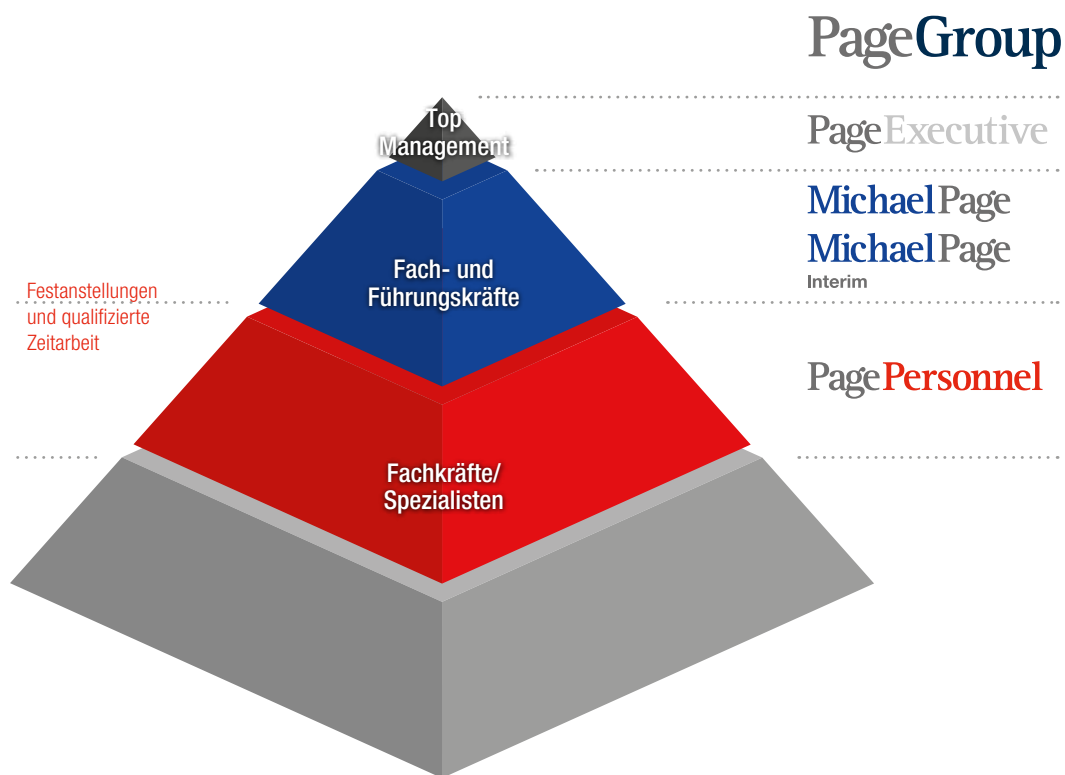 PageGroup
Top
Management
PageExecutive
MichaelPage
MichaelPage
Interim
Fach- und
Führungskräfte
Festanstellungen
und qualifizierte
Zeitarbeit
PagePersonnel
Fachkräfte/
Spezialisten